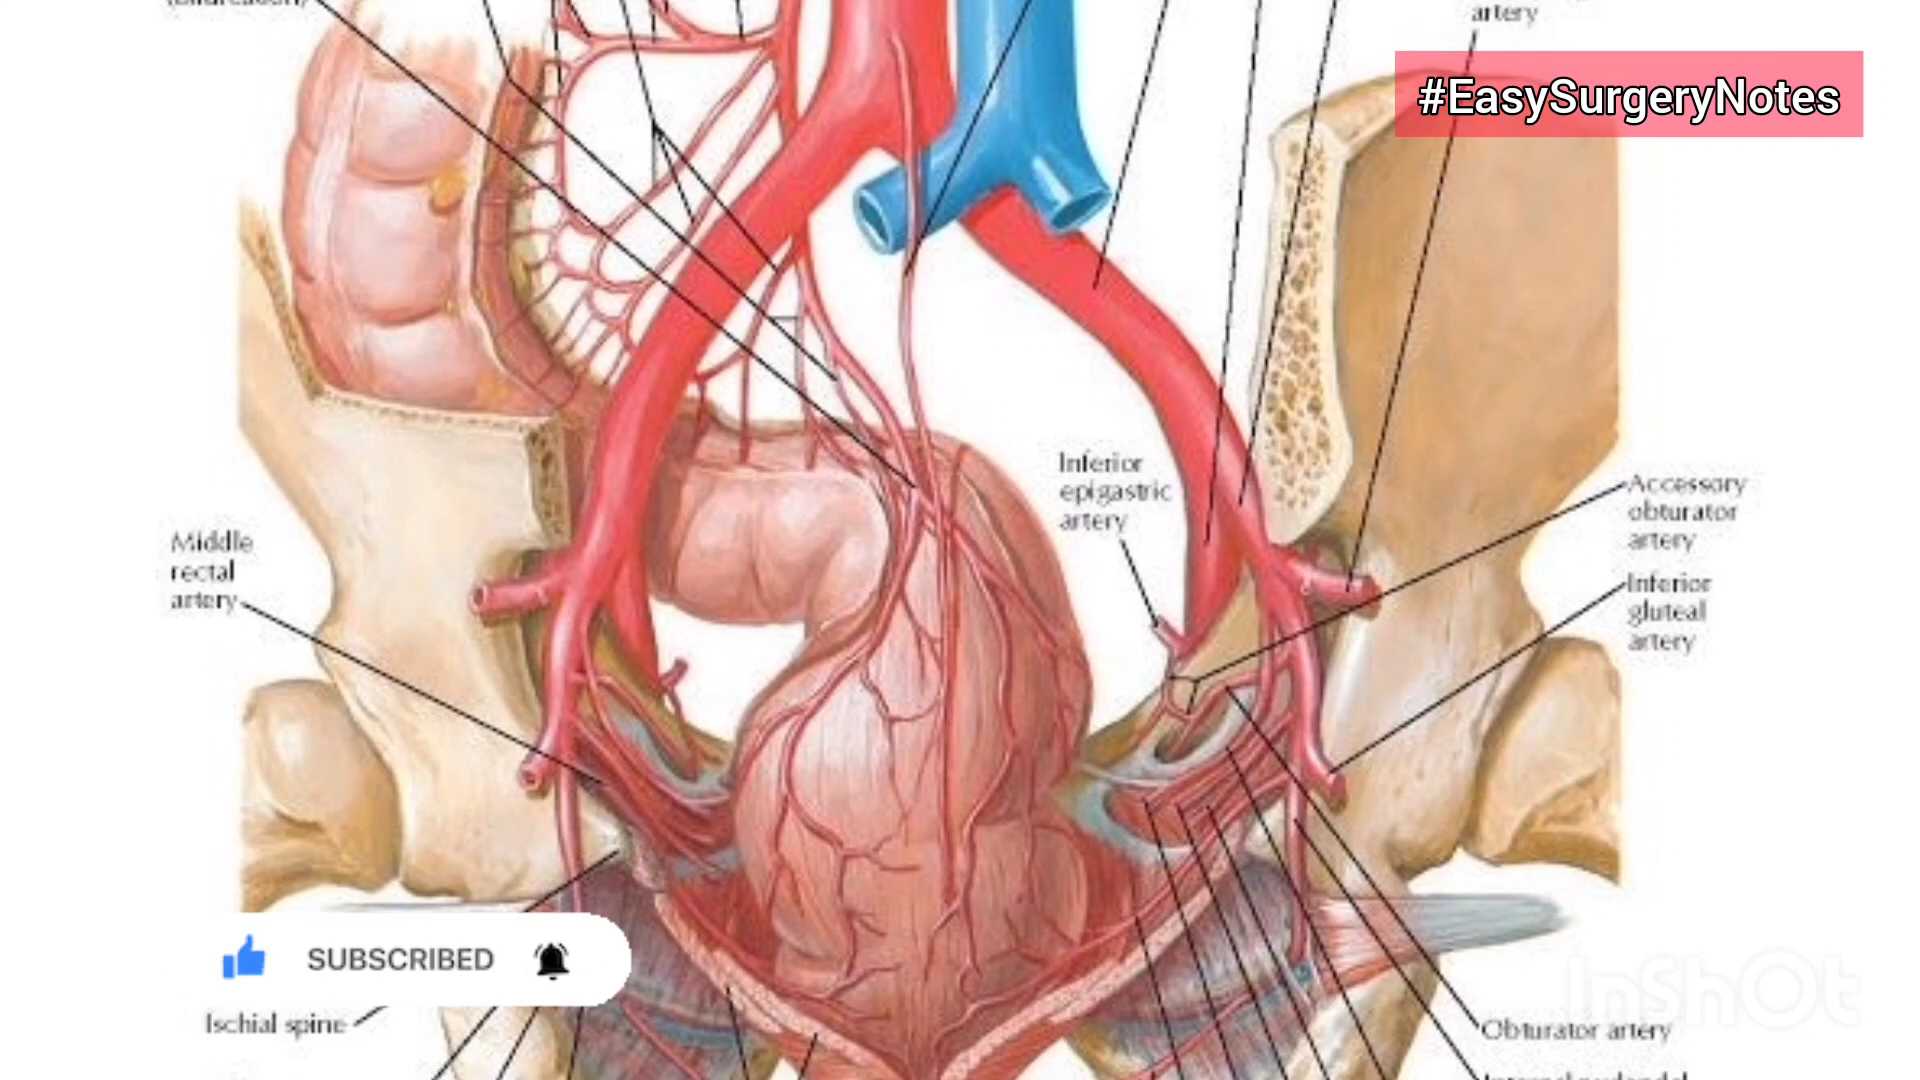 artery
#EasySurgeryNotes
Inferior
epigastric
artery
Accessory
obturator
artery
Middle
rectal
artery
Inferior
gluteal
artery
SUBSCRIBED
Ischial spine
InShOt
Obturator artery